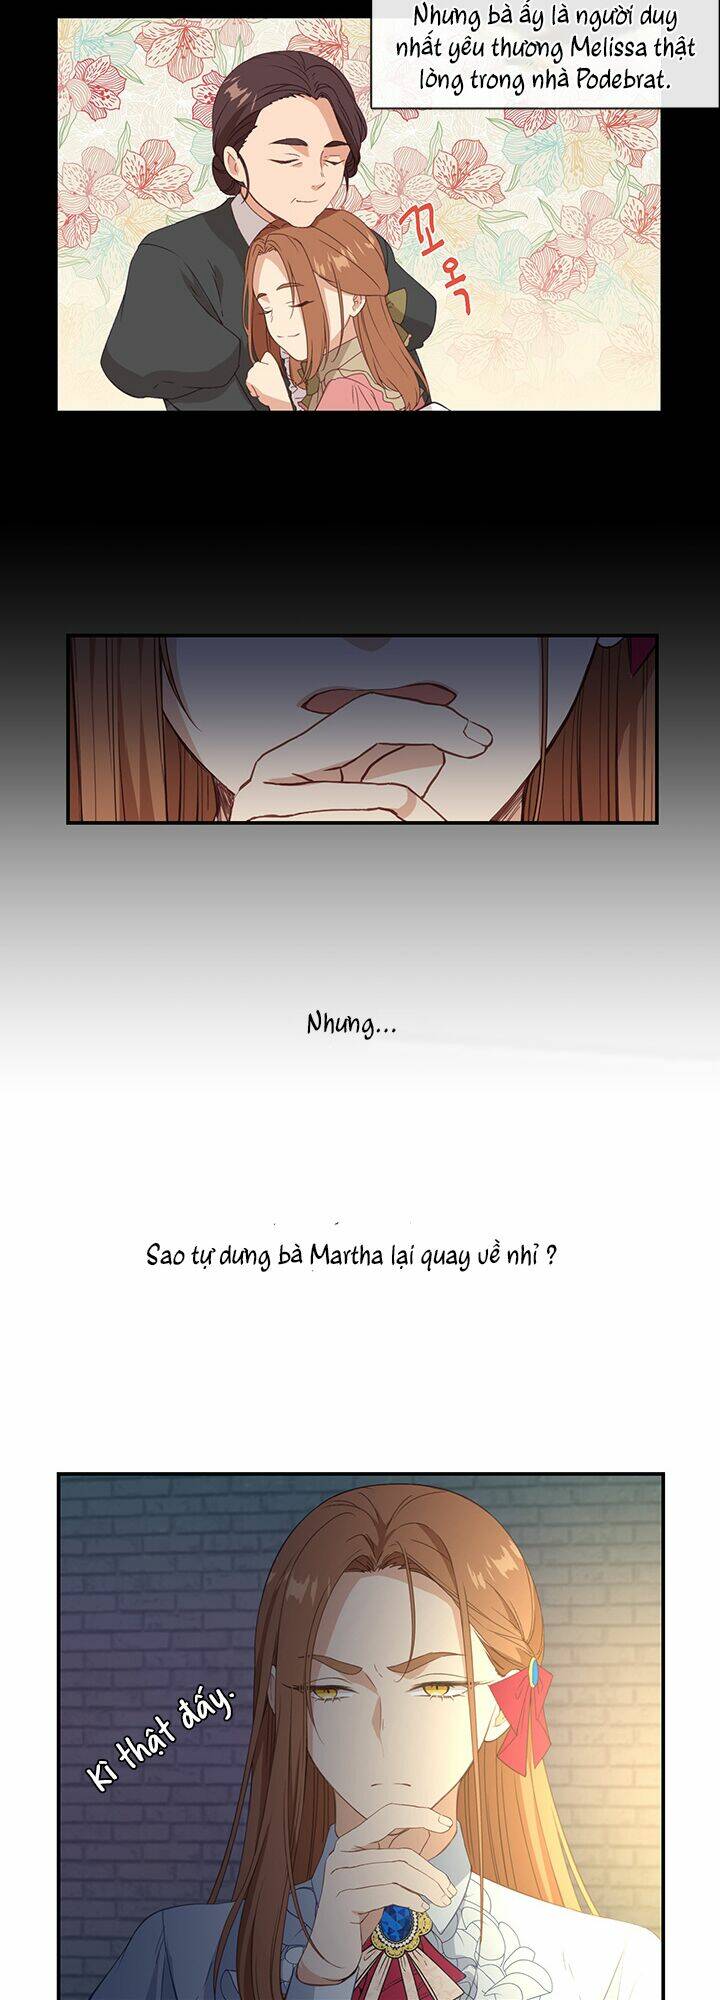 Nhưng bà ấy là người duy
nhất yêu thương Melissa thật
lòng trong nhà Podebrat.
꼬옥
Nhưng...
Sao tự dưng bà Martha lại quay về nhỉ ?
Kì thật đấy.